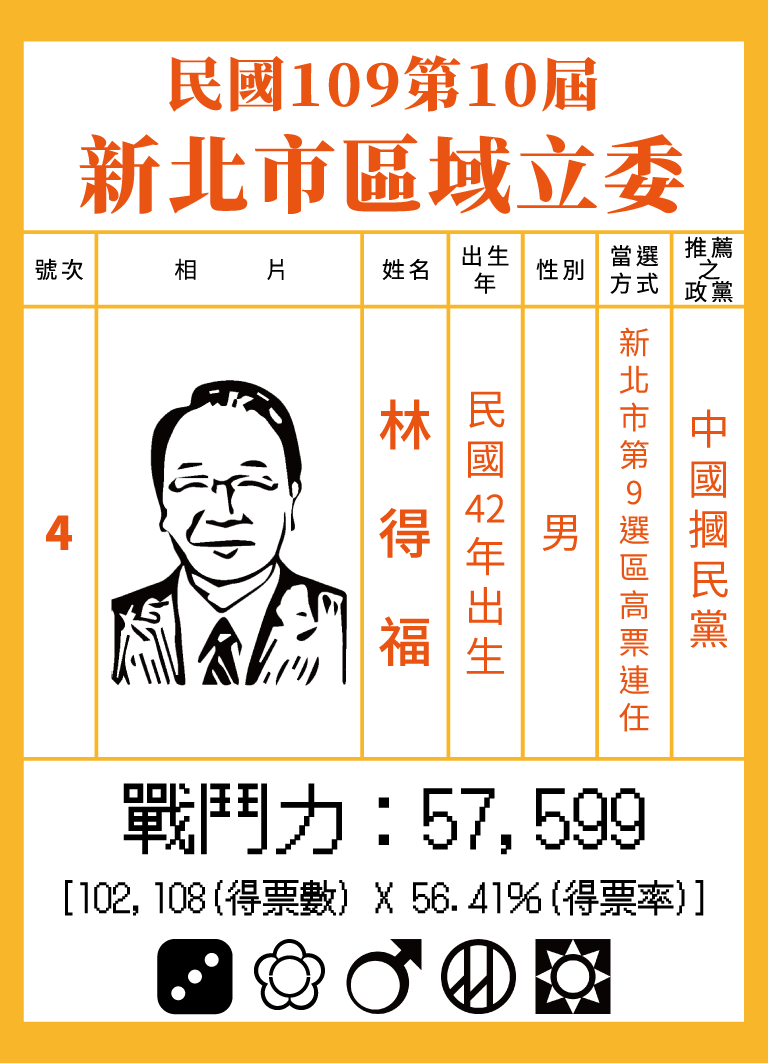 民國109第10屆
新北市區域立委
號次
相片
姓名
出生年
性別
當選方式
推薦之政黨
4
林得福
民國42年出生
男
新北市第9選區高票連任
中國摑民黨
戰鬥力:57,599
[102,108(得票數) X 56.41%(得票率)]